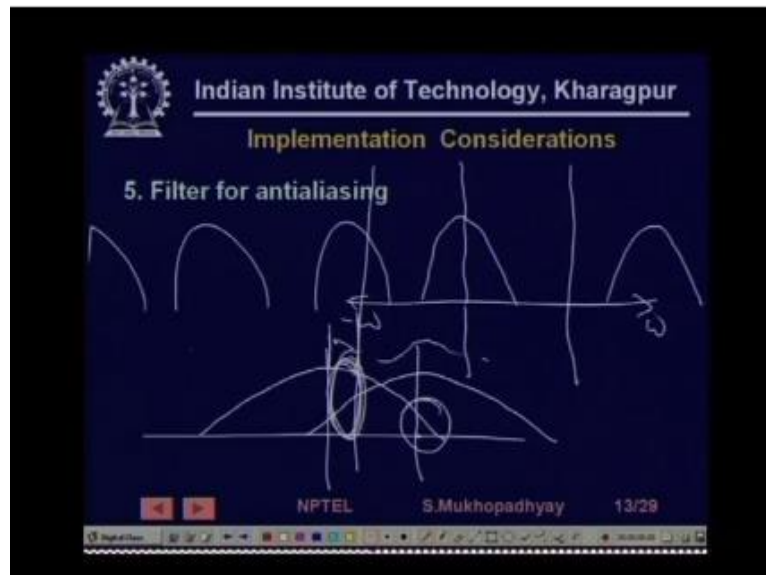 Indian Institute of Technology, Kharagpur
Implementation Considerations
5. Filter for antialiasing
-ω ω
NPTEL S.Mukhopadhyay 13/29